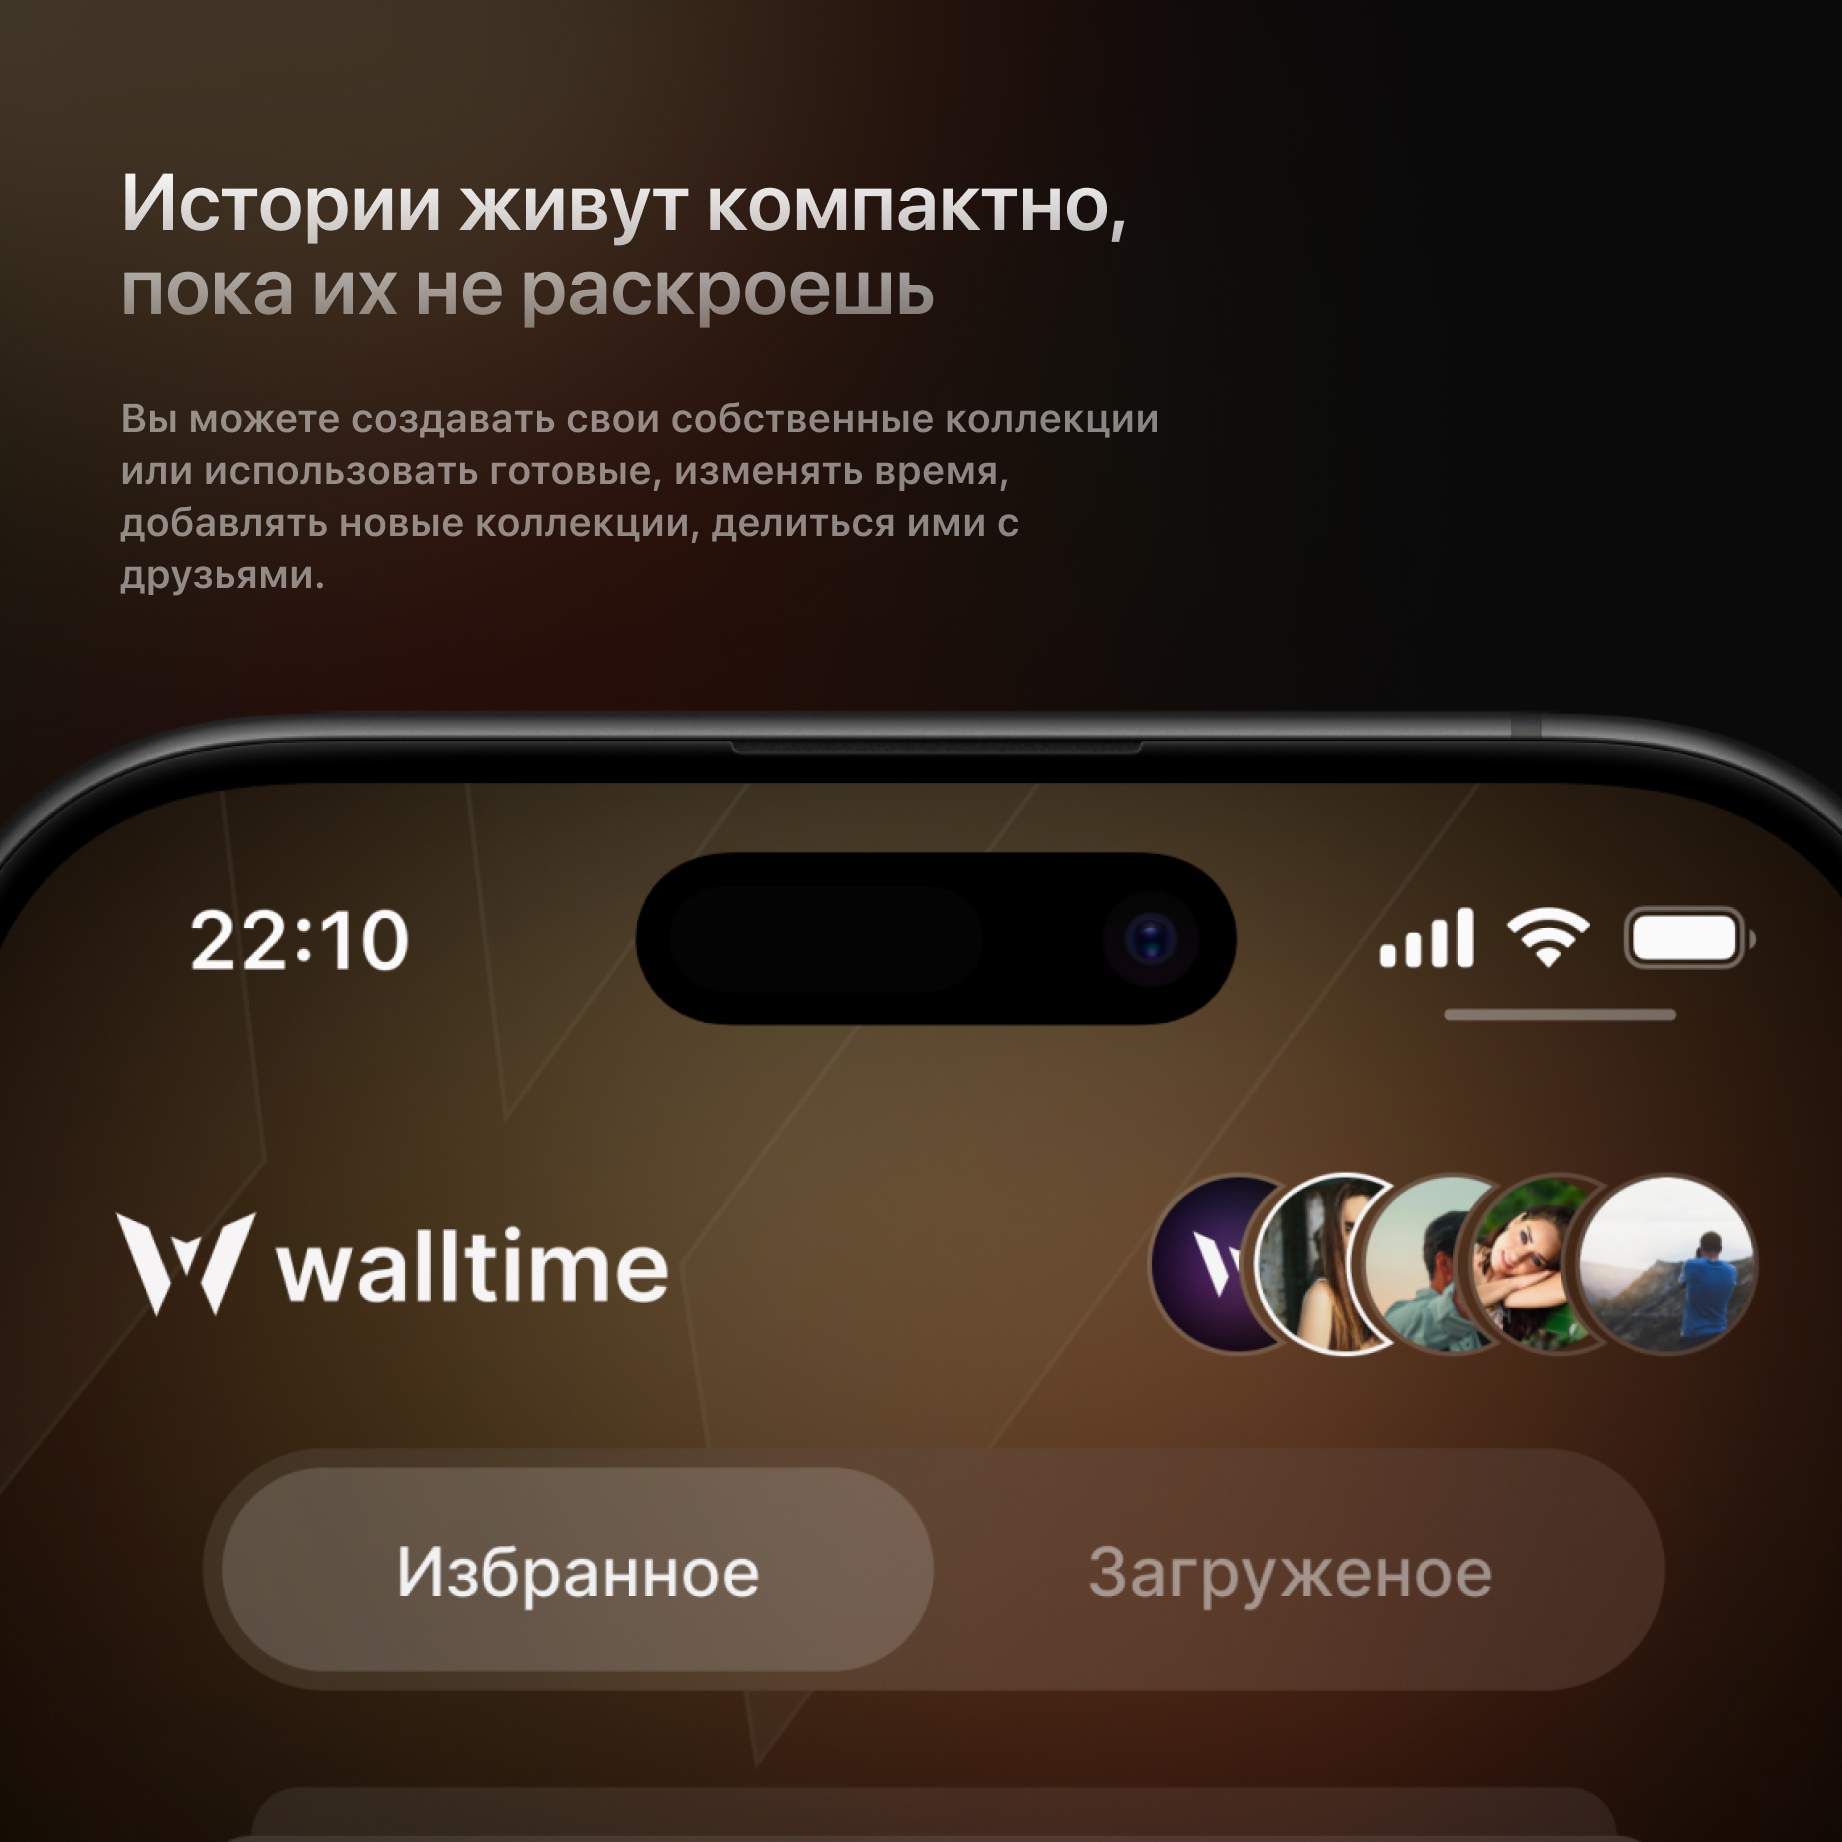 Истории живут компактно,
пока их не раскроешь
Вы можете создавать свои собственные коллекции
или использовать готовые, изменять время,
добавлять новые коллекции, делиться ими с
друзьями.
22:10
walltime
Избранное
Загруженое